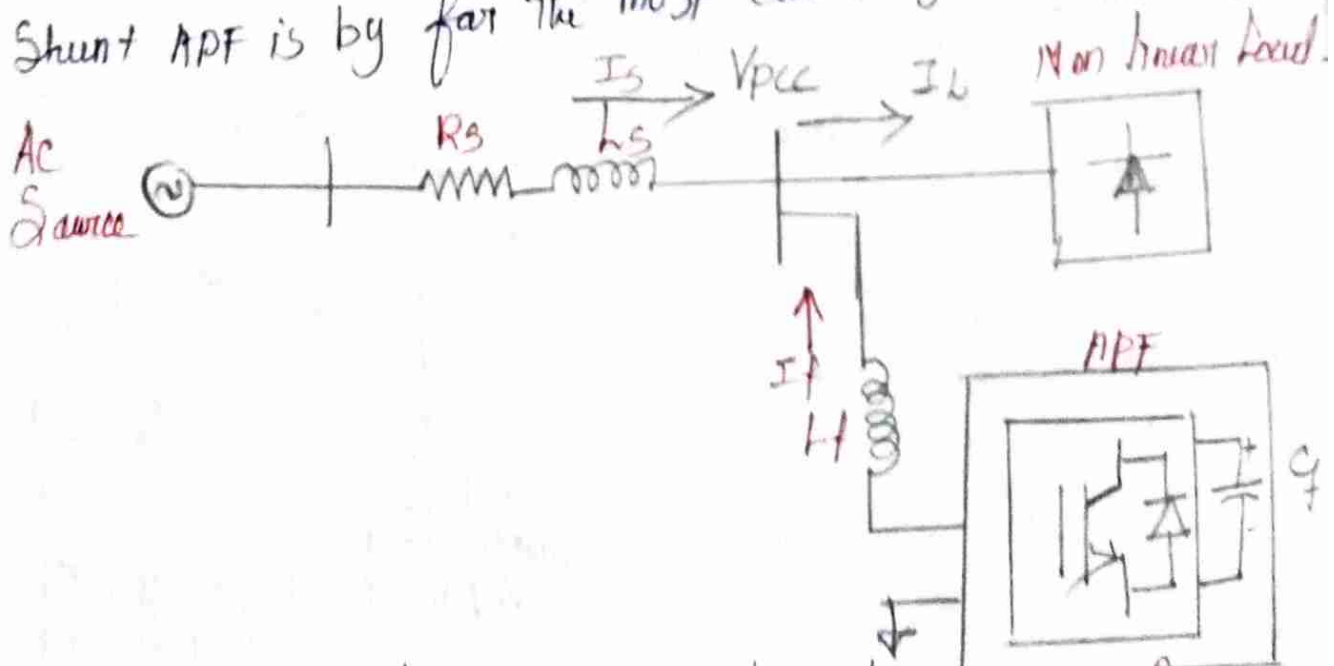 Shunt APF is by far the most
Is
Vpcc
IL
Non linear Load.
AC
Source
Rs
Ls
If
Lf
APF
+
Cf
-